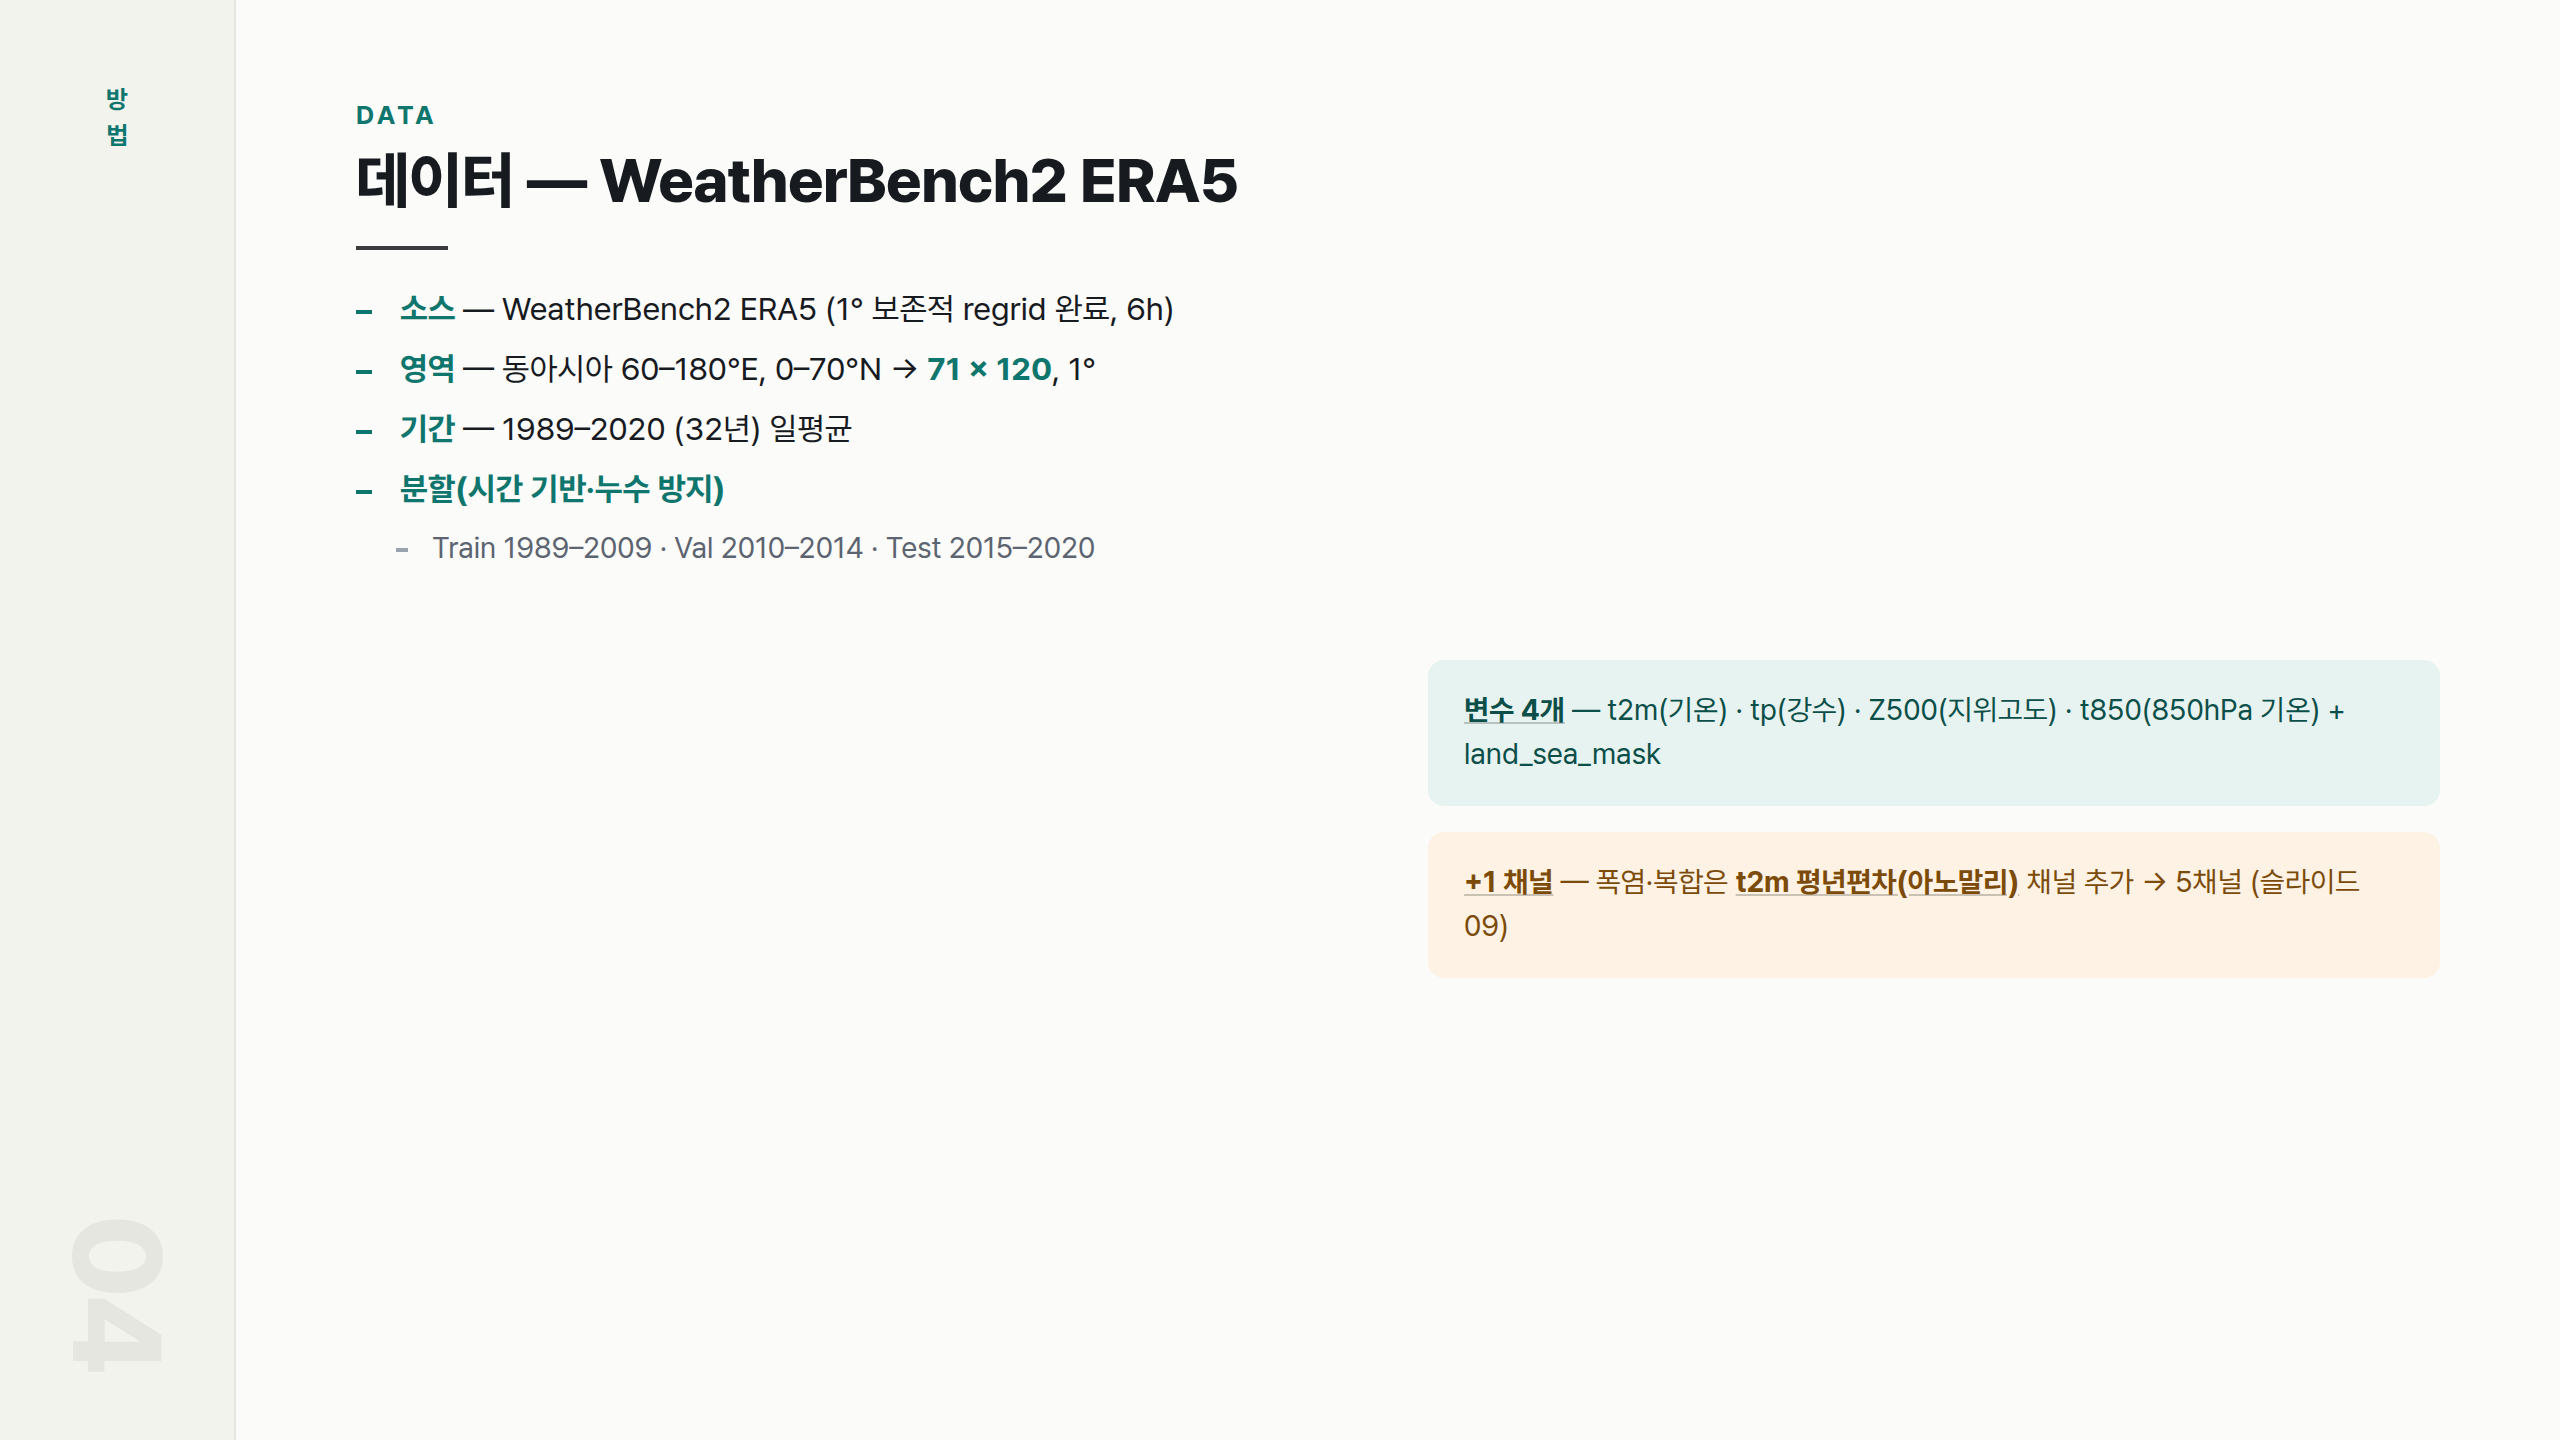 방
법
DATA
데이터 — WeatherBench2 ERA5
– 소스 — WeatherBench2 ERA5 (1° 보존적 regrid 완료, 6h)
– 영역 — 동아시아 60–180°E, 0–70°N → 71 × 120, 1°
– 기간 — 1989–2020 (32년) 일평균
– 분할(시간 기반·누수 방지)
– Train 1989–2009 · Val 2010–2014 · Test 2015–2020
변수 4개 — t2m(기온) · tp(강수) · Z500(지위고도) · t850(850hPa 기온) +
land_sea_mask
+1 채널 — 폭염·복합은 t2m 평년편차(아노말리) 채널 추가 → 5채널 (슬라이드
09)
04